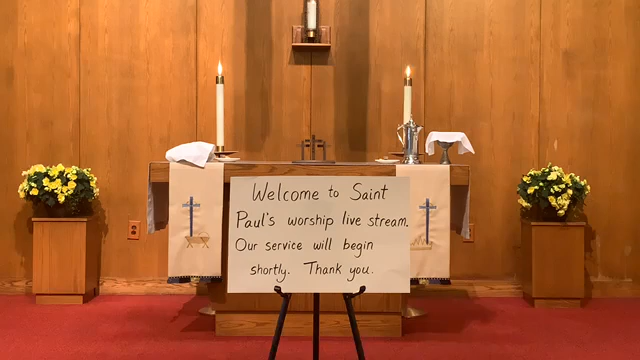 Welcome to Saint
Paul's worship live stream.
Our service will begin
shortly. Thank you.